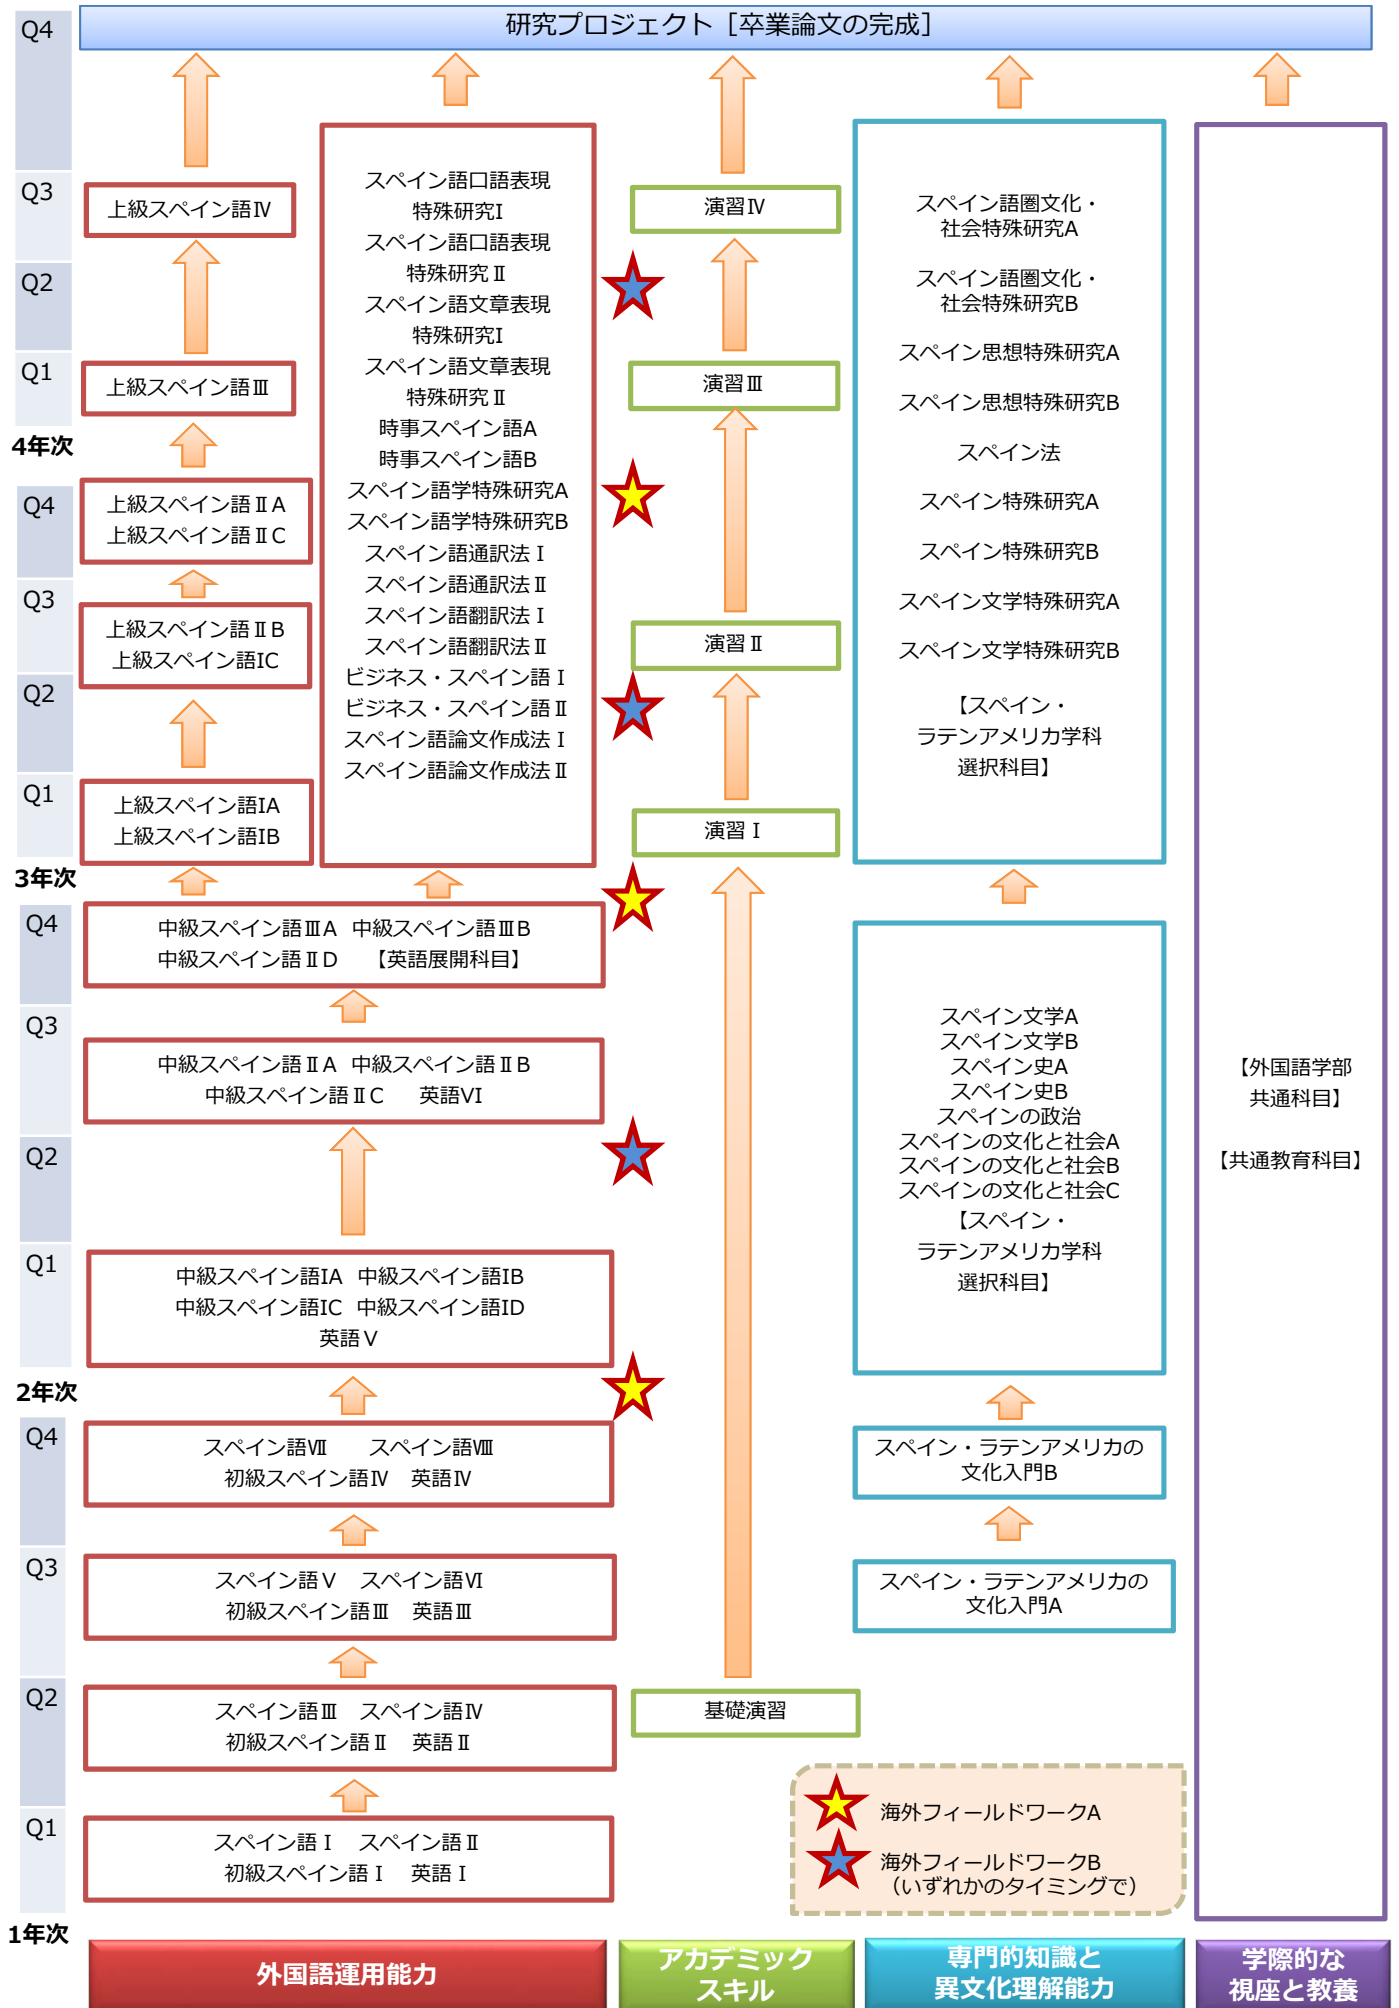 研究プロジェクト［卒業論文の完成］
Q4
Q3
Q2
Q1
4年次
Q4
Q3
Q2
Q1
3年次
Q4
Q3
Q2
Q1
2年次
Q4
Q3
Q2
Q1
1年次
上級スペイン語Ⅳ
上級スペイン語Ⅲ
上級スペイン語ⅡA
上級スペイン語ⅡC
上級スペイン語ⅡB
上級スペイン語IC
上級スペイン語IA
上級スペイン語IB
スペイン語口語表現
特殊研究I
スペイン語口語表現
特殊研究Ⅱ
スペイン語文章表現
特殊研究I
スペイン語文章表現
特殊研究Ⅱ
時事スペイン語A
時事スペイン語B
スペイン語学特殊研究A
スペイン語学特殊研究B
スペイン語通訳法Ⅰ
スペイン語通訳法Ⅱ
スペイン語翻訳法Ⅰ
スペイン語翻訳法Ⅱ
ビジネス・スペイン語Ⅰ
ビジネス・スペイン語Ⅱ
スペイン語論文作成法Ⅰ
スペイン語論文作成法Ⅱ
中級スペイン語ⅢA 中級スペイン語ⅢB
中級スペイン語ⅡD 【英語展開科目】
中級スペイン語ⅡA 中級スペイン語ⅡB
中級スペイン語ⅡC 英語Ⅵ
中級スペイン語IA 中級スペイン語IB
中級スペイン語IC 中級スペイン語ID
英語Ⅴ
スペイン語Ⅶ スペイン語Ⅷ
初級スペイン語Ⅳ 英語Ⅳ
スペイン語Ⅴ スペイン語Ⅵ
初級スペイン語Ⅲ 英語Ⅲ
スペイン語Ⅲ スペイン語Ⅳ
初級スペイン語Ⅱ 英語Ⅱ
スペイン語Ⅰ スペイン語Ⅱ
初級スペイン語Ⅰ 英語Ⅰ
演習Ⅳ
演習Ⅲ
演習Ⅱ
演習Ⅰ
基礎演習
スペイン語圏文化・
社会特殊研究A
スペイン語圏文化・
社会特殊研究B
スペイン思想特殊研究A
スペイン思想特殊研究B
スペイン法
スペイン特殊研究A
スペイン特殊研究B
スペイン文学特殊研究A
スペイン文学特殊研究B
【スペイン・
ラテンアメリカ学科
選択科目】
スペイン文学A
スペイン文学B
スペイン史A
スペイン史B
スペインの政治
スペインの文化と社会A
スペインの文化と社会B
スペインの文化と社会C
【スペイン・
ラテンアメリカ学科
選択科目】
スペイン・ラテンアメリカの
文化入門B
スペイン・ラテンアメリカの
文化入門A
【外国語学部
共通科目】
【共通教育科目】
海外フィールドワークA
海外フィールドワークB
（いずれかのタイミングで）
外国語運用能力
アカデミック
スキル
専門的知識と
異文化理解能力
学際的な
視座と教養